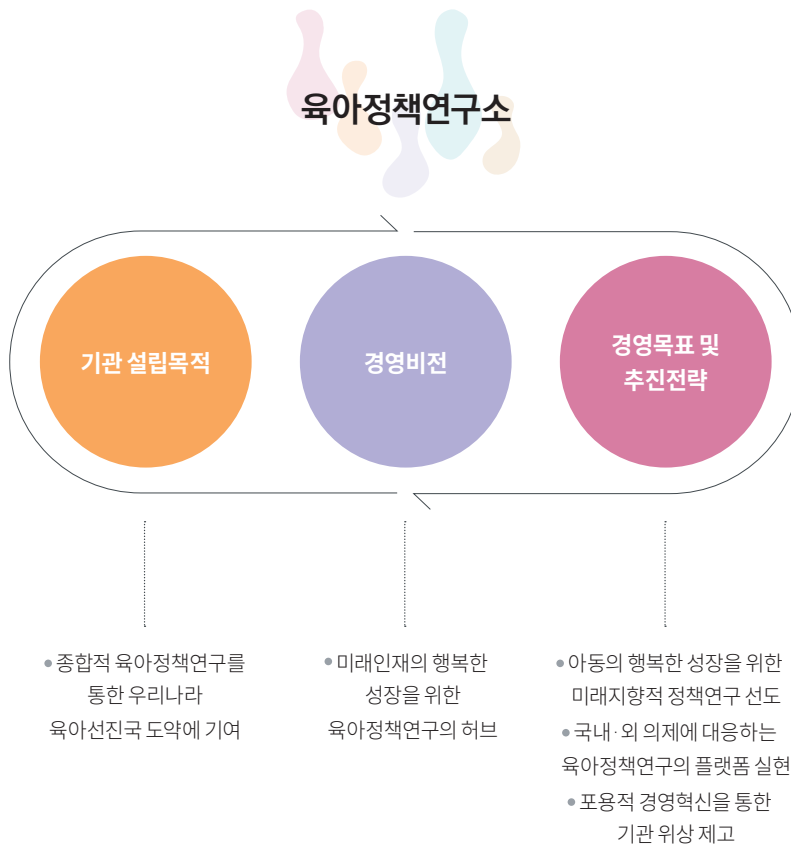 육아정책연구소
기관 설립목적
경영비전
경영목표 및
추진전략
• 종합적 육아정책연구를
통한 우리나라
육아선진국 도약에 기여
• 미래인재의 행복한
성장을 위한
육아정책연구의 허브
• 아동의 행복한 성장을 위한
미래지향적 정책연구 선도
• 국내·외 의제에 대응하는
육아정책연구의 플랫폼 실현
• 포용적 경영혁신을 통한
기관 위상 제고